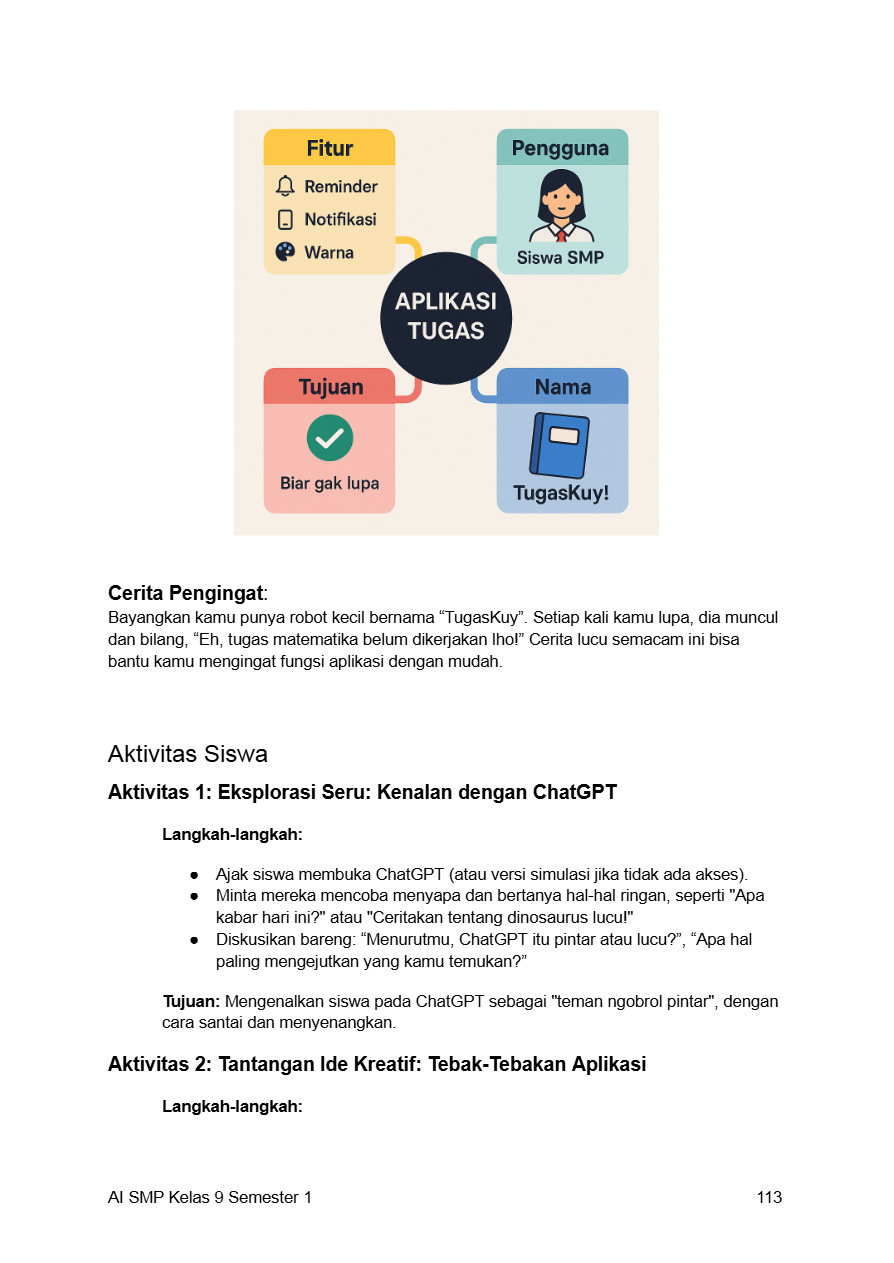 Fitur
Reminder
Notifikasi
Warna
Pengguna
Siswa SMP
APLIKASI
TUGAS
Tujuan
Biar gak lupa
Nama
TugasKuy!
Cerita Pengingat:
Bayangkan kamu punya robot kecil bernama “TugasKuy”. Setiap kali kamu lupa, dia muncul
dan bilang, “Eh, tugas matematika belum dikerjakan lho!” Cerita lucu semacam ini bisa
bantu kamu mengingat fungsi aplikasi dengan mudah.
Aktivitas Siswa
Aktivitas 1: Eksplorasi Seru: Kenalan dengan ChatGPT
Langkah-langkah:
● Ajak siswa membuka ChatGPT (atau versi simulasi jika tidak ada akses).
● Minta mereka mencoba menyapa dan bertanya hal-hal ringan, seperti "Apa
kabar hari ini?" atau "Ceritakan tentang dinosaurus lucu!"
● Diskusikan bareng: “Menurutmu, ChatGPT itu pintar atau lucu?”, “Apa hal
paling mengejutkan yang kamu temukan?”
Tujuan: Mengenalkan siswa pada ChatGPT sebagai "teman ngobrol pintar", dengan
cara santai dan menyenangkan.
Aktivitas 2: Tantangan Ide Kreatif: Tebak-Tebakan Aplikasi
Langkah-langkah:
AI SMP Kelas 9 Semester 1 113